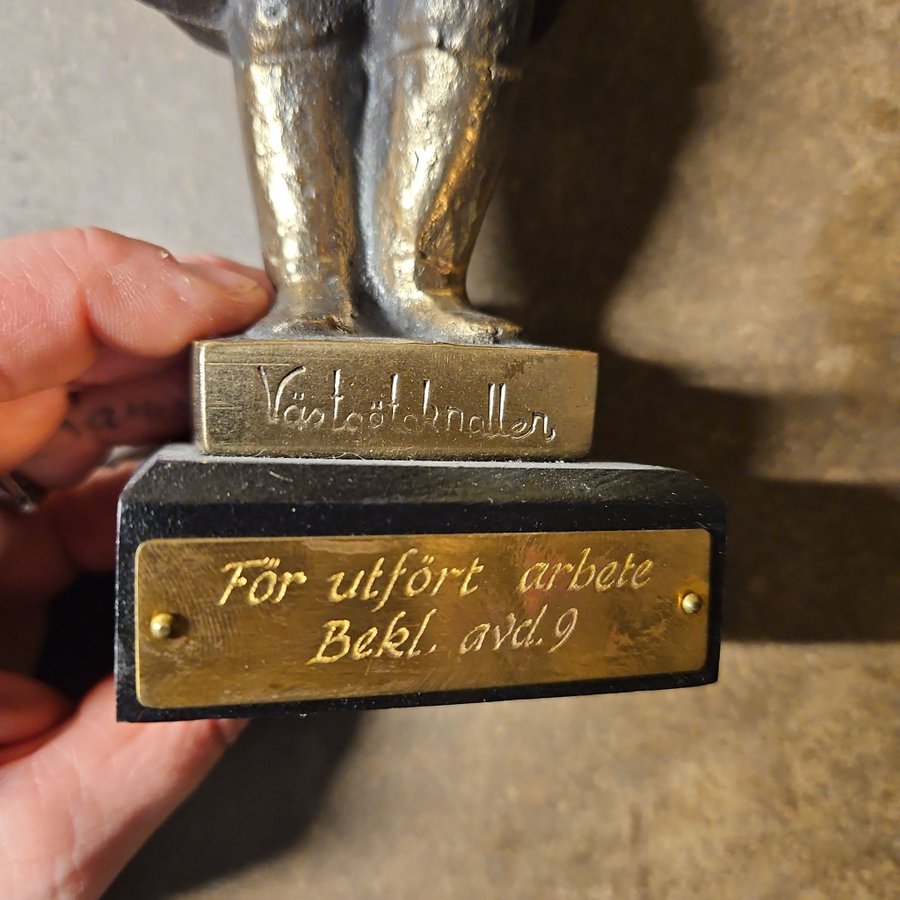 Västgötaknallen
För utfört arbete
Bekl. avd. 9